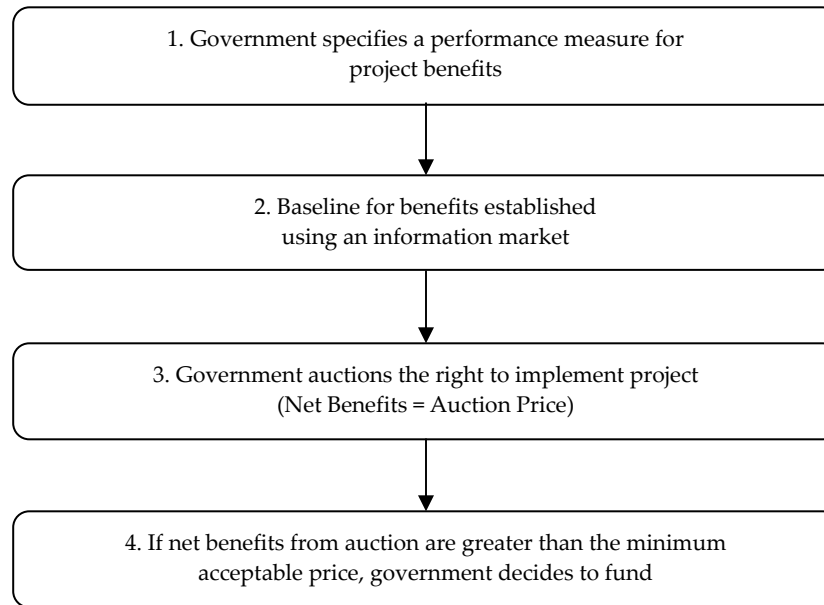 1. Government specifies a performance measure for
project benefits
2. Baseline for benefits established
using an information market
3. Government auctions the right to implement project
(Net Benefits = Auction Price)
4. If net benefits from auction are greater than the minimum
acceptable price, government decides to fund